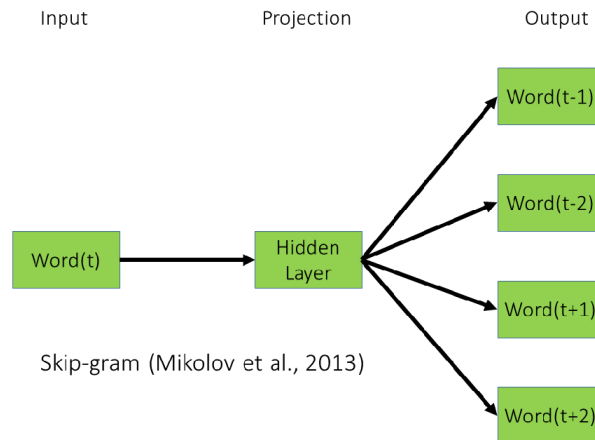 Input
Projection
Output
Word(t-1)
Word(t-2)
Word(t)
Hidden
Layer
Word(t+1)
Skip-gram (Mikolov et al., 2013)
Word(t+2)